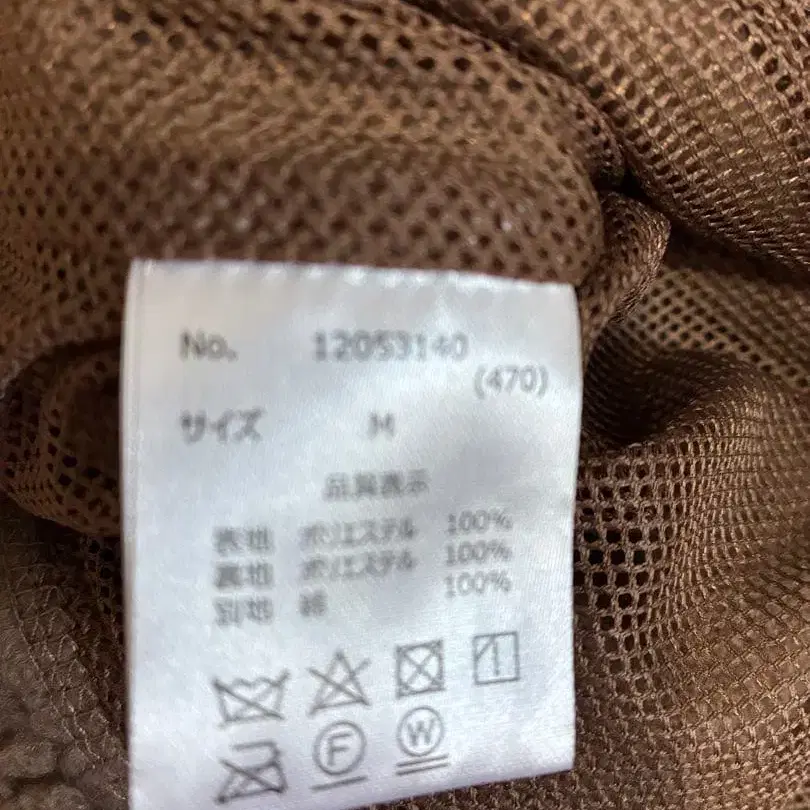 No. 12053140
(470)
サイズ M
品質表示
表地 ポリエステル 100%
裏地 ポリエステル 100%
別地 綿 100%
F W